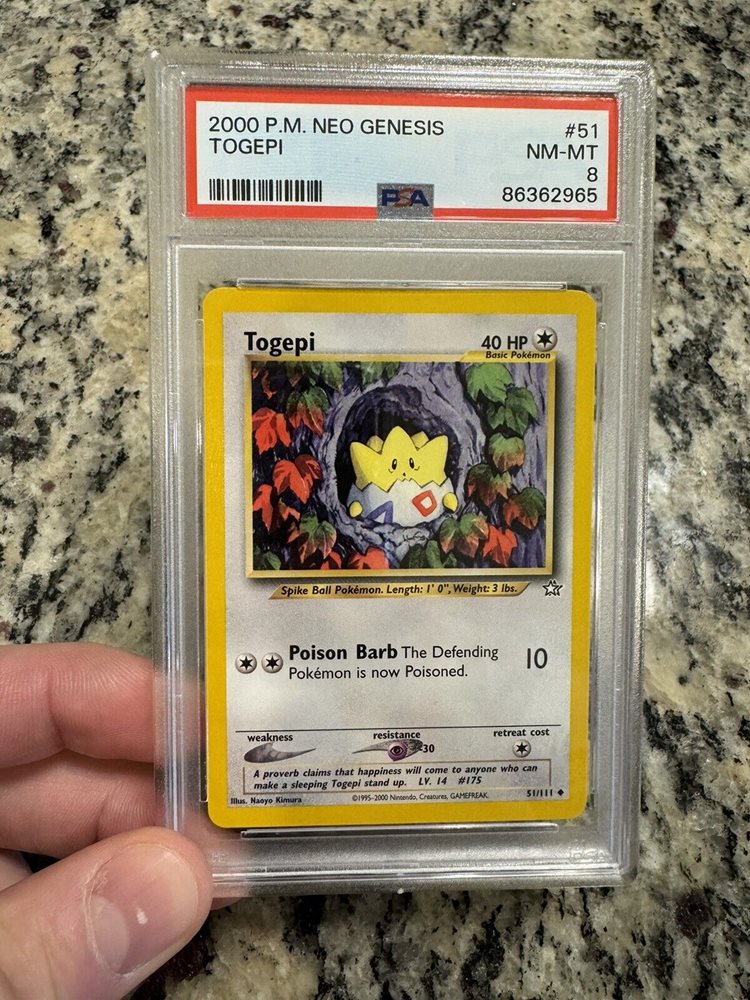 2000 P.M. NEO GENESIS #51
TOGEPI NM-MT
8
PSA 86362965
Togepi 40 HP
Basic Pokémon
Spike Ball Pokémon. Length: 1' 0", Weight: 3 lbs.
Poison Barb The Defending 10
Pokémon is now Poisoned.
weakness resistance retreat cost
-30
A proverb claims that happiness will come to anyone who can
make a sleeping Togepi stand up. LV. 14 #175
Illus. Naoyo Kimura ©1995-2000 Nintendo, Creatures, GAMEFREAK. 51/111